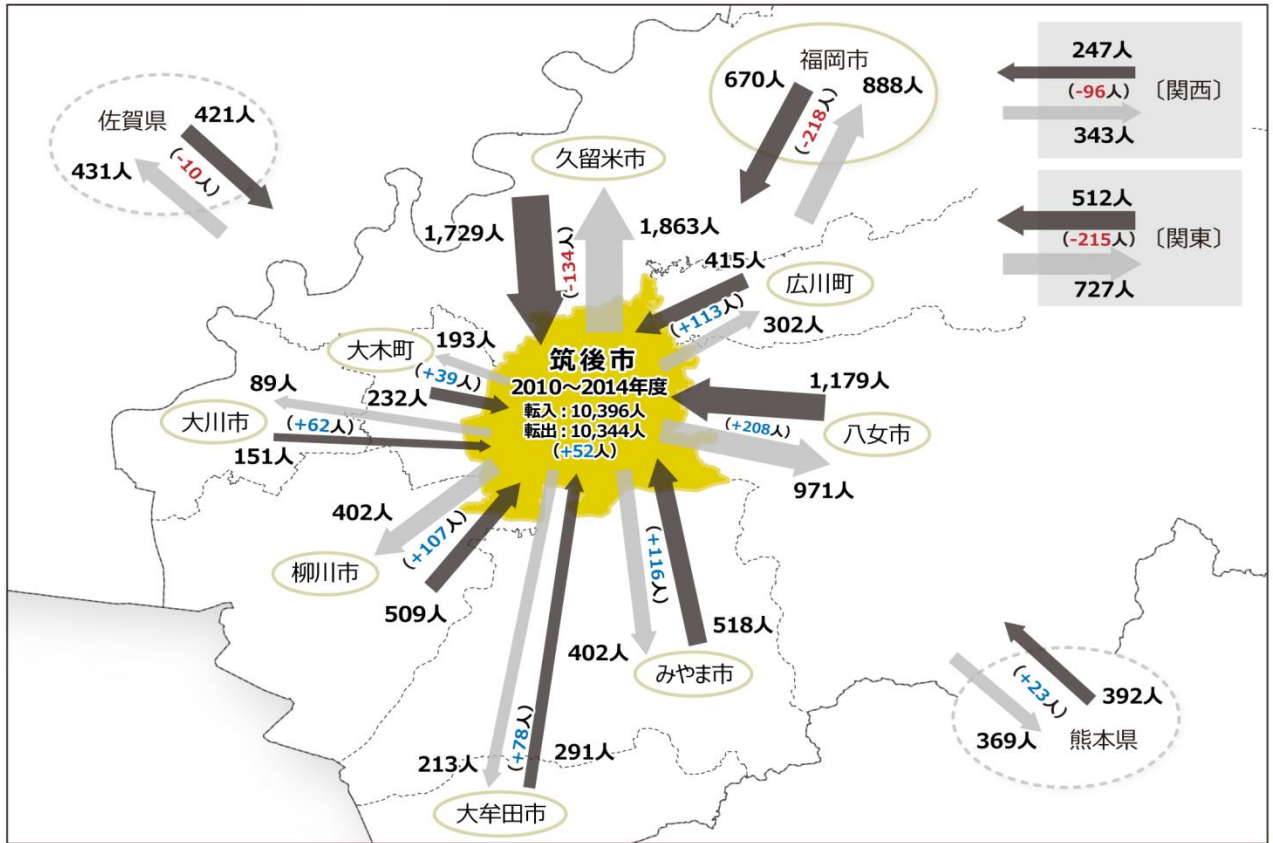 佐賀県
421人
431人
(-10人)
福岡市
670人
888人
(-218人)
247人
(-96人)
〔関西〕
343人
512人
(-215人)
〔関東〕
727人
久留米市
1,729人
1,863人
(-134人)
415人
広川町
(+113人)
302人
大木町
193人
(+39人)
232人
89人
大川市
(+62人)
151人
筑後市
2010～2014年度
転入：10,396人
転出：10,344人
(+52人)
1,179人
(+208人)
八女市
971人
402人
(+107人)
柳川市
509人
(+116人)
402人
518人
みやま市
213人
(+78人)
291人
大牟田市
392人
(+23人)
369人
熊本県